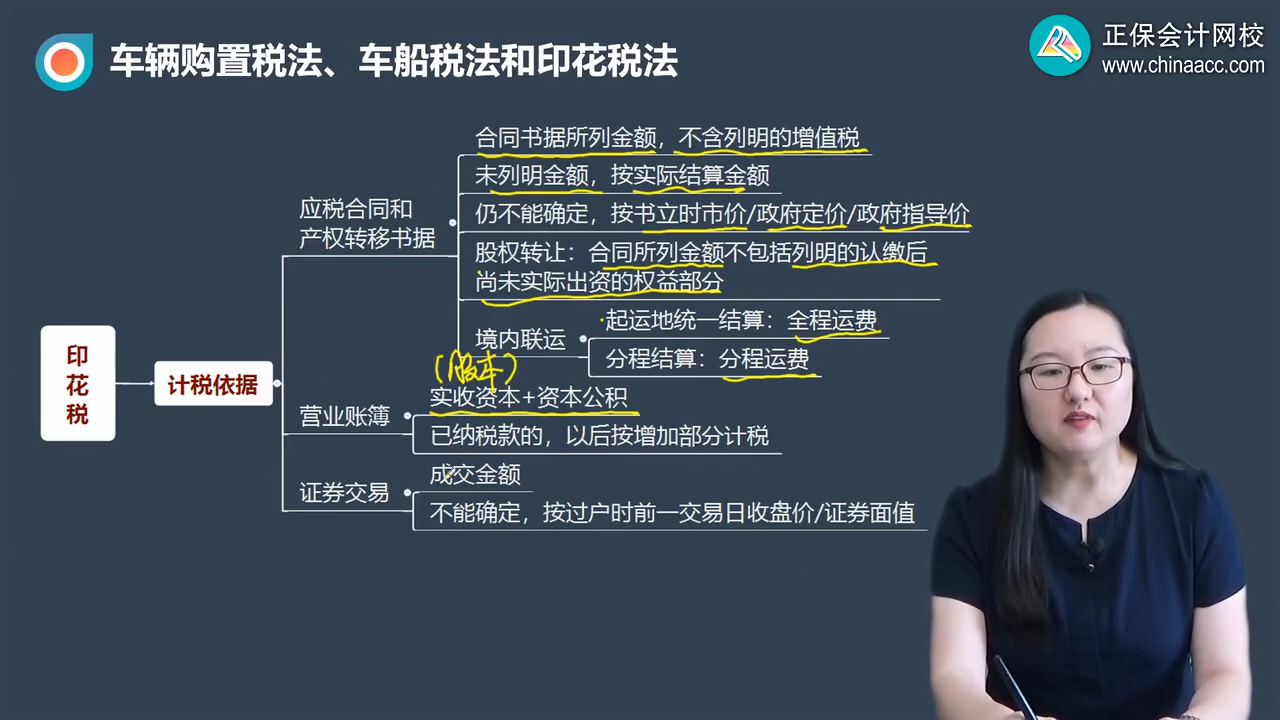 车辆购置税法、车船税法和印花税法
正保会计网校
www.chinaacc.com
印花税
计税依据
应税合同和
产权转移书据
合同书据所列金额，不含列明的增值税
未列明金额，按实际结算金额
仍不能确定，按书立时市价/政府定价/政府指导价
股权转让：合同所列金额不包括列明的认缴后
尚未实际出资的权益部分
境内联运
起运地统一结算：全程运费
分程结算：分程运费
营业账簿
(股本)
实收资本+资本公积
已纳税款的，以后按增加部分计税
证券交易
成交金额
不能确定，按过户时前一交易日收盘价/证券面值